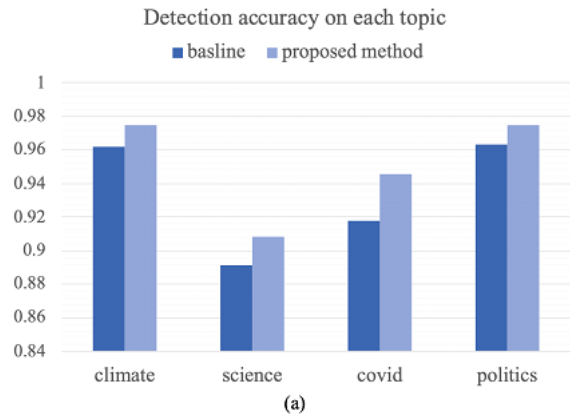 Detection accuracy on each topic
basline proposed method
1
0.98
0.96
0.94
0.92
0.9
0.88
0.86
0.84
climate science covid politics
(a)